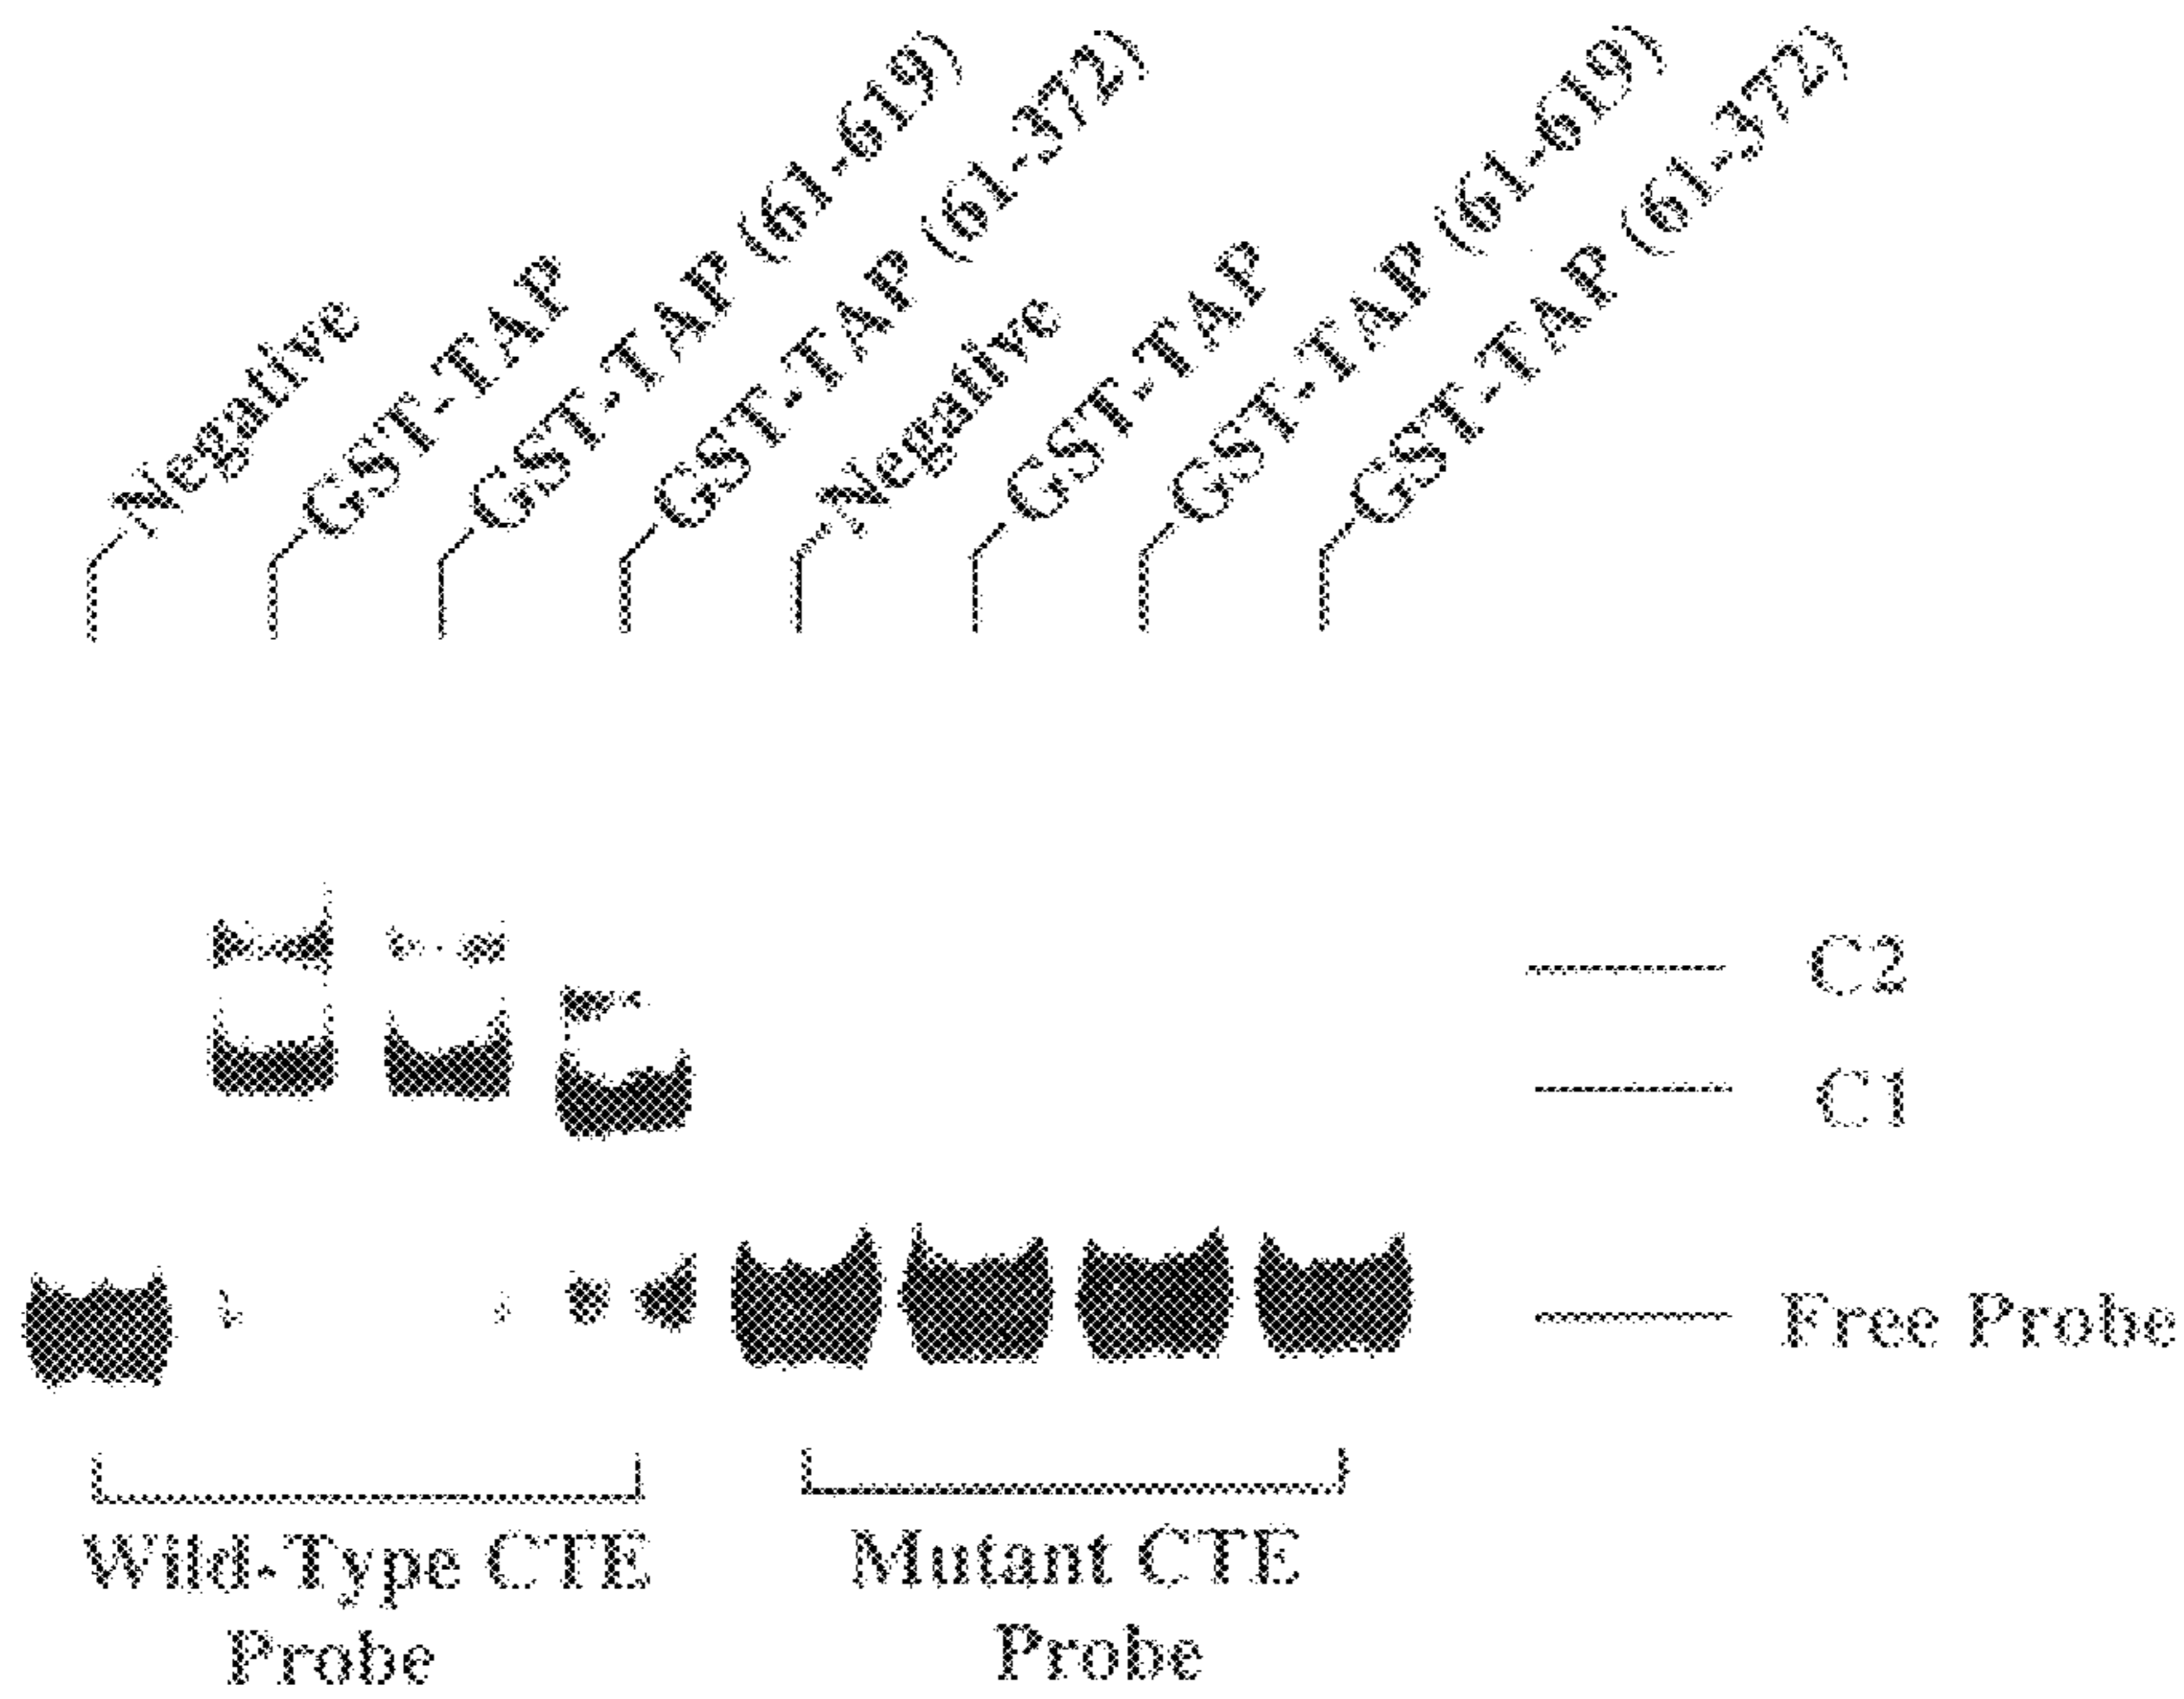 Negative
GST-TAP
GST-TAP (61-619)
GST-TAP (61-372)
Negative
GST-TAP
GST-TAP (61-619)
GST-TAP (61-372)
C2
C1
Free Probe
Wild-Type CTE
Probe
Mutant CTE
Probe